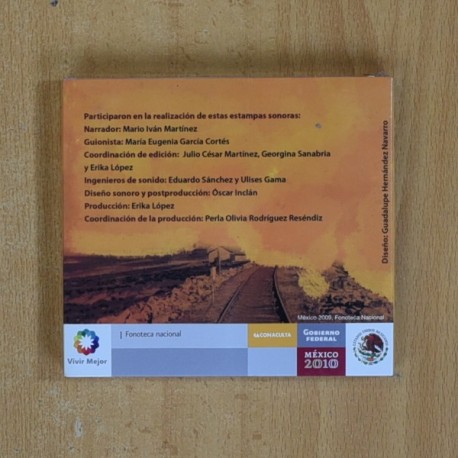 Participaron en la realización de estas estampas sonoras:
Narrador: Mario Iván Martínez
Guionista: María Eugenia García Cortés
Coordinación de edición: Julio César Martínez, Georgina Sanabria
y Erika López
Ingenieros de sonido: Eduardo Sánchez y Ulises Gama
Diseño sonoro y postproducción: Óscar Inclán
Producción: Erika López
Coordinación de la producción: Perla Olivia Rodríguez Reséndiz
Diseño: Guadalupe Hernández Navarro
México 2009, Fonoteca Nacional
Vivir Mejor
| Fonoteca nacional
CONACULTA
GOBIERNO
FEDERAL
MÉXICO
2010